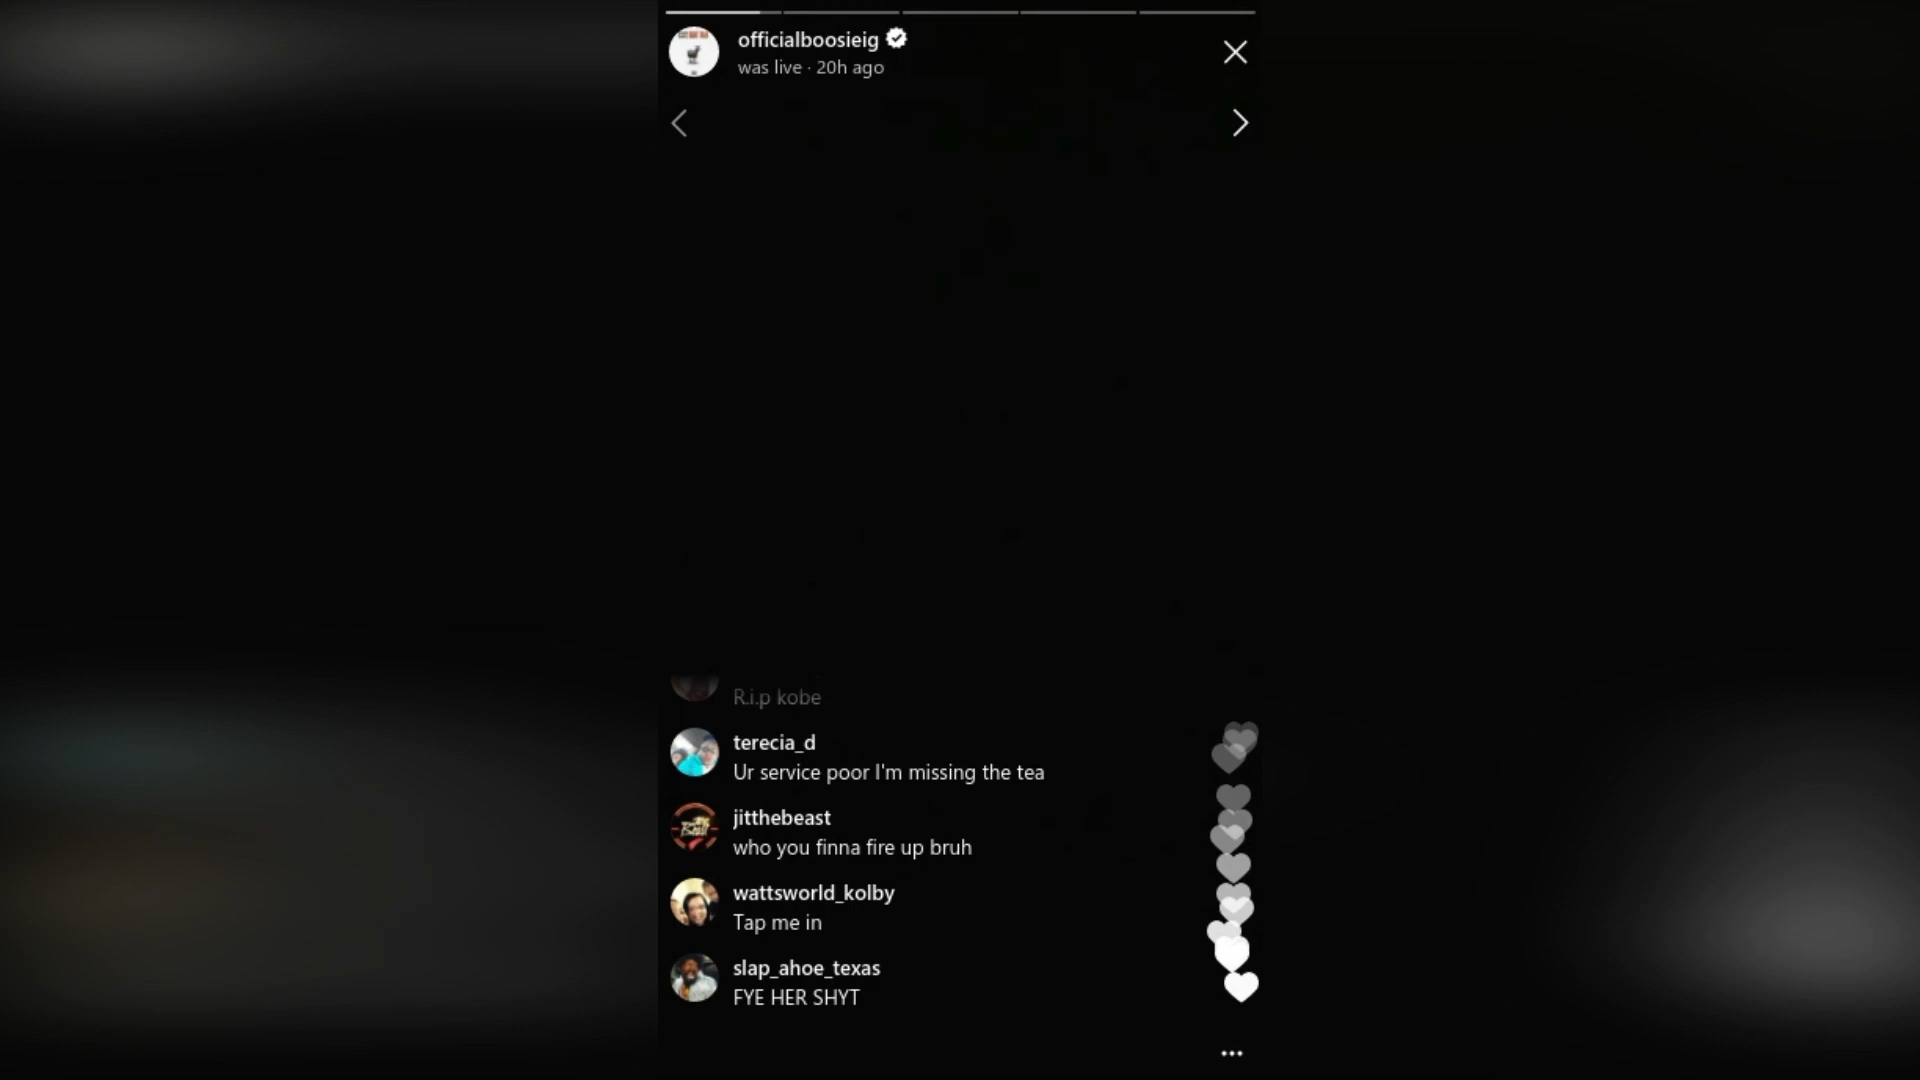 officialboosieig
was live · 20h ago
R.i.p kobe
terecia_d
Ur service poor I'm missing the tea
jitthebeast
who you finna fire up bruh
wattsworld_kolby
Tap me in
slap_ahoe_texas
FYE HER SHYT